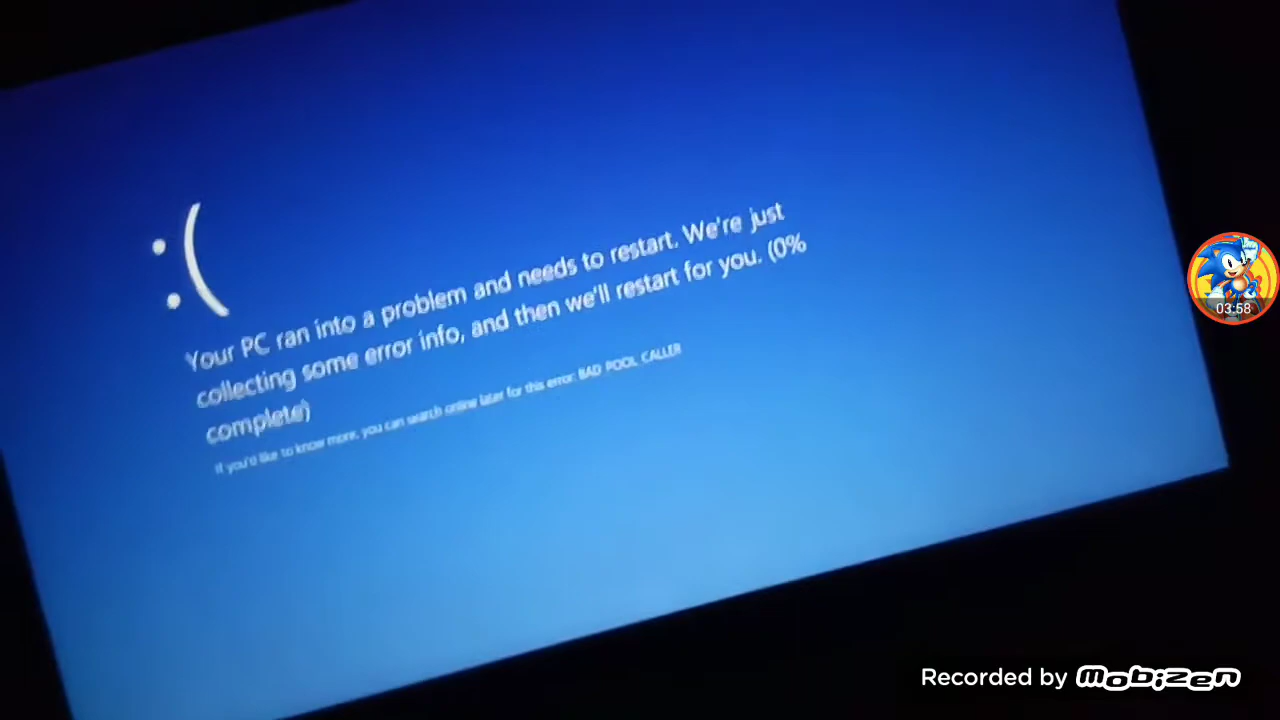 :(
Your PC ran into a problem and needs to restart. We're just
collecting some error info, and then we'll restart for you. (0%
complete)
If you'd like to know more, you can search online later for this error: BAD POOL CALLER
03:58
Recorded by mobizen